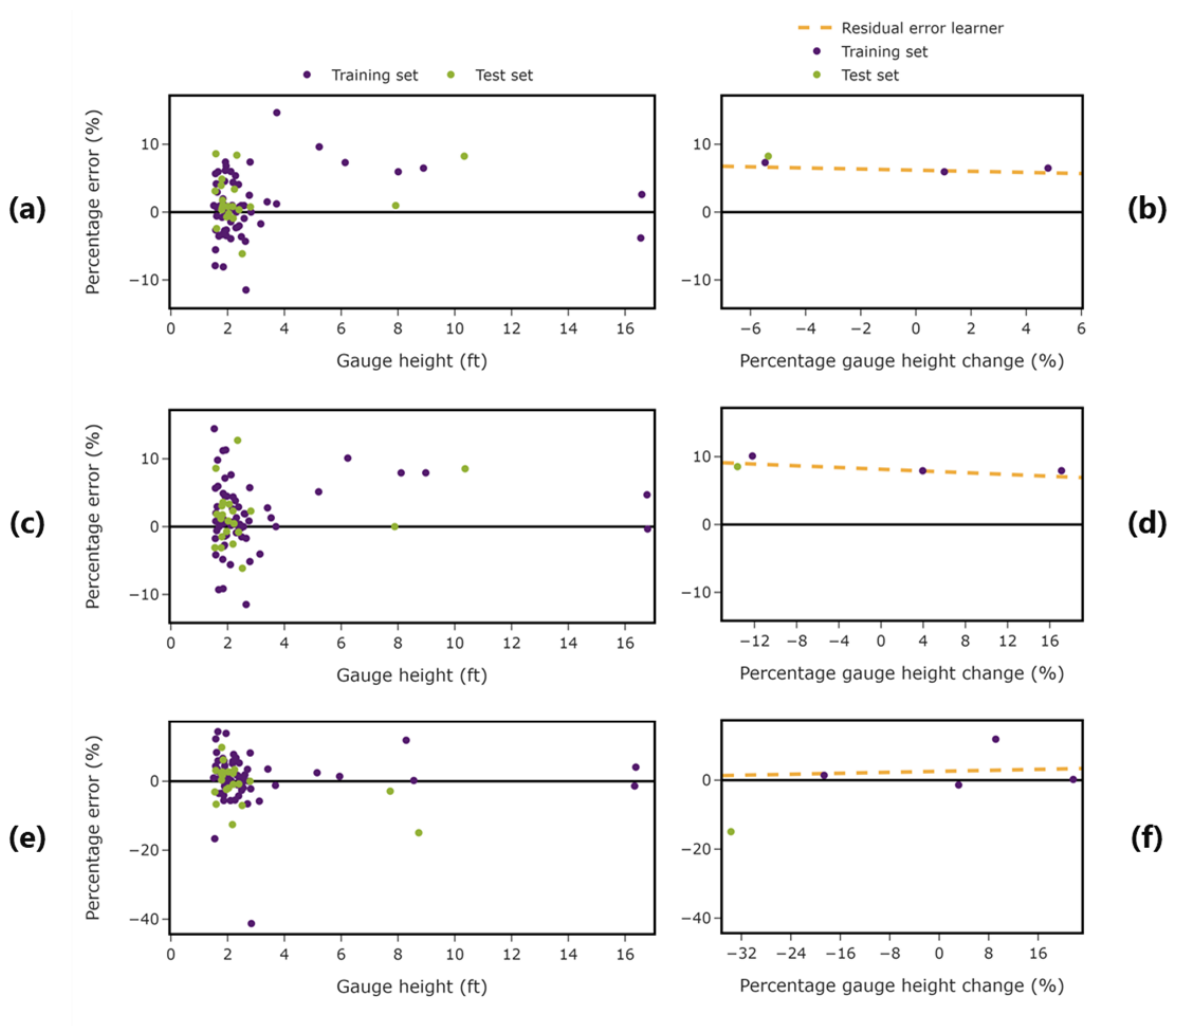 Residual error learner
Training set
Test set
Training set Test set
(a)
Percentage error (%)
10
0
−10
0 2 4 6 8 10 12 14 16
Gauge height (ft)
10
0
−10
−6 −4 −2 0 2 4 6
Percentage gauge height change (%)
(b)
(c)
Percentage error (%)
10
0
−10
0 2 4 6 8 10 12 14 16
Gauge height (ft)
10
0
−10
−12 −8 −4 0 4 8 12 16
Percentage gauge height change (%)
(d)
(e)
Percentage error (%)
0
−20
−40
0 2 4 6 8 10 12 14 16
Gauge height (ft)
0
−20
−40
−32 −24 −16 −8 0 8 16
Percentage gauge height change (%)
(f)